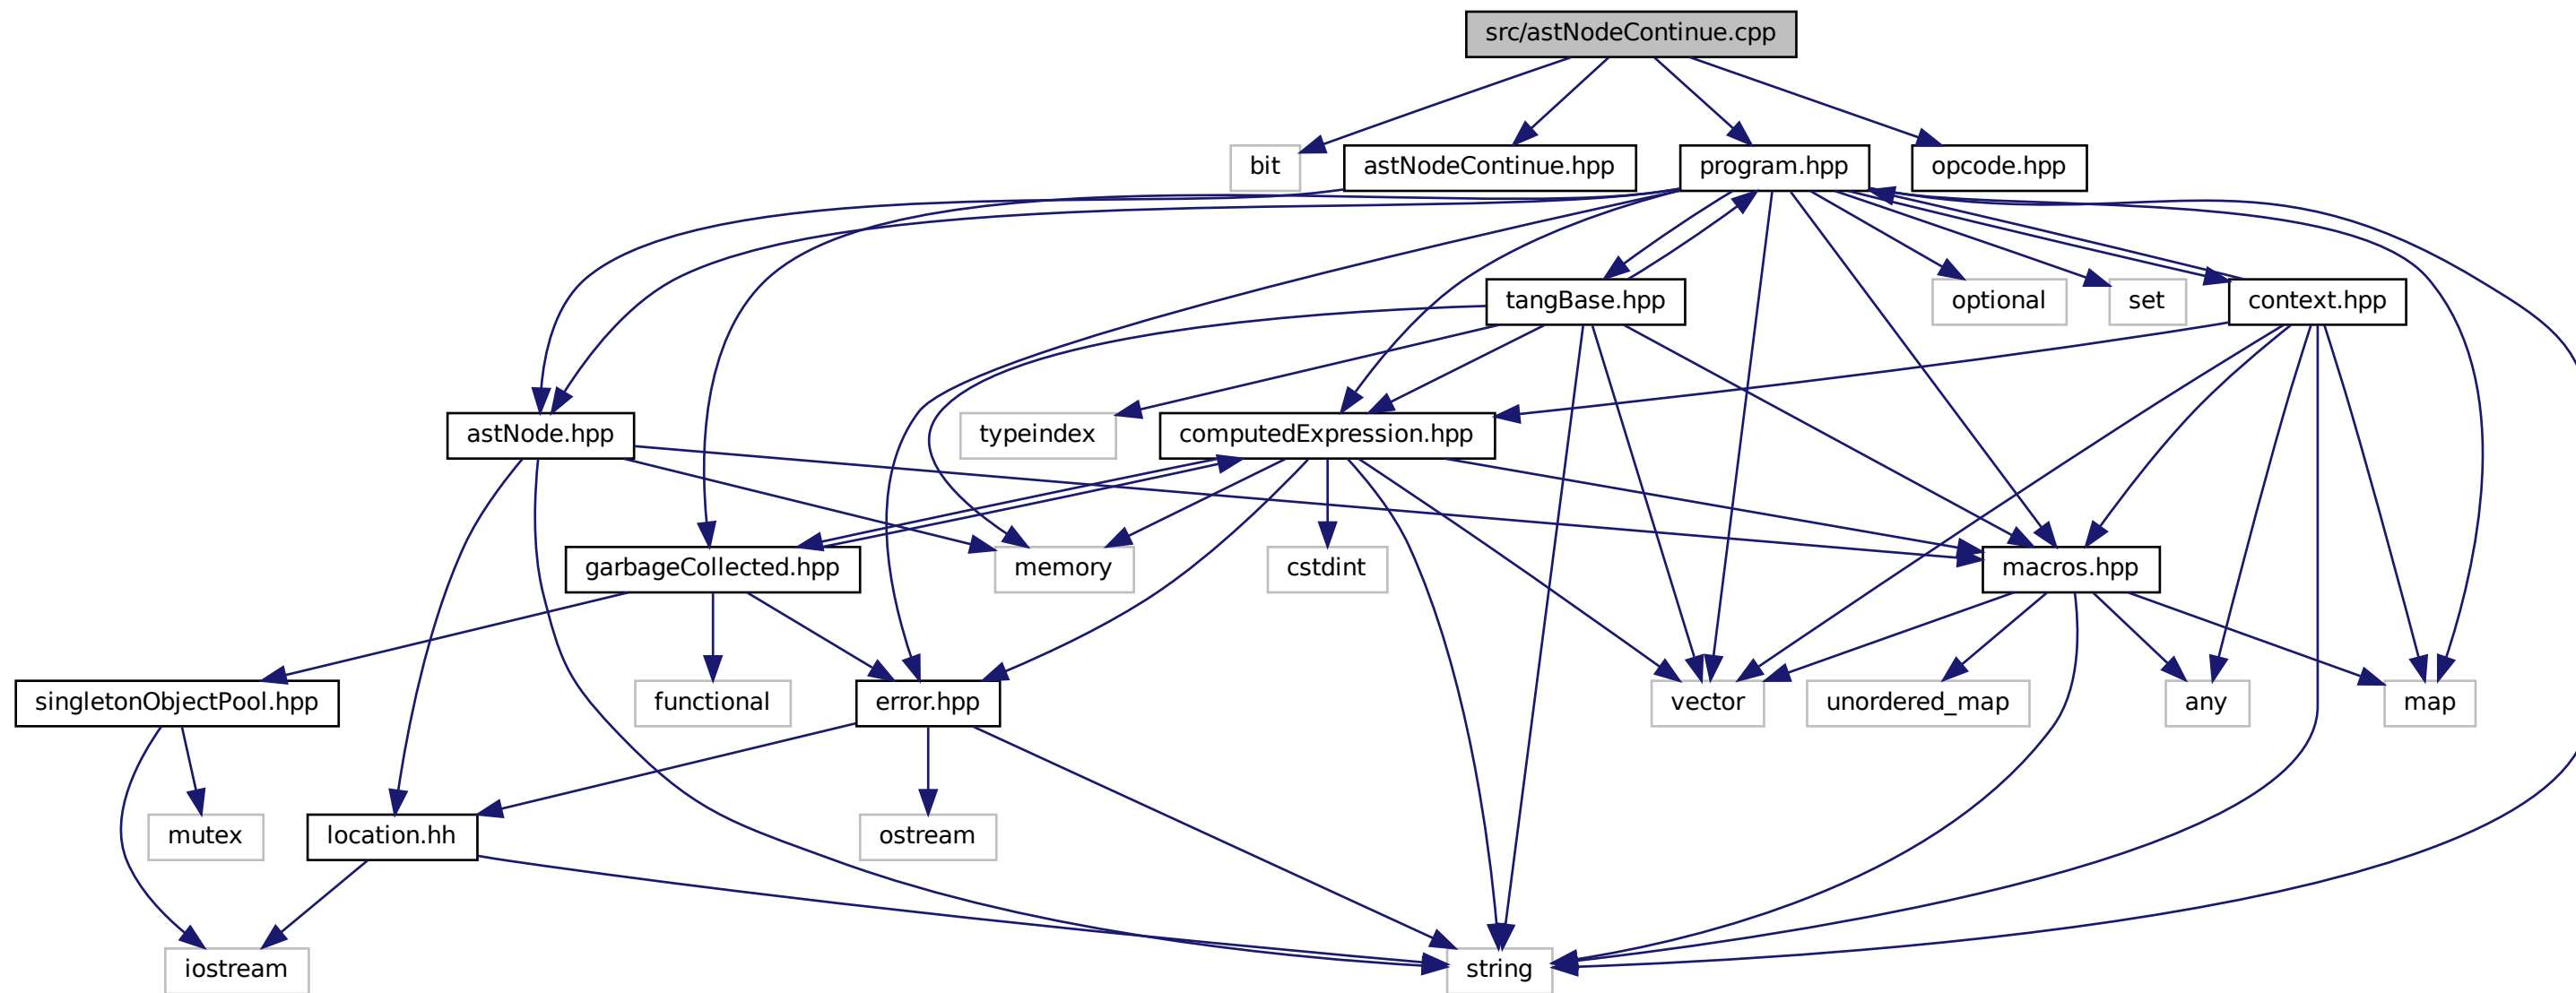 src/astNodeContinue.cpp
bit
astNodeContinue.hpp
program.hpp
opcode.hpp
tangBase.hpp
optional
set
context.hpp
astNode.hpp
typeindex
computedExpression.hpp
garbageCollected.hpp
memory
cstdint
macros.hpp
singletonObjectPool.hpp
functional
error.hpp
vector
unordered_map
any
map
mutex
location.hh
ostream
iostream
string